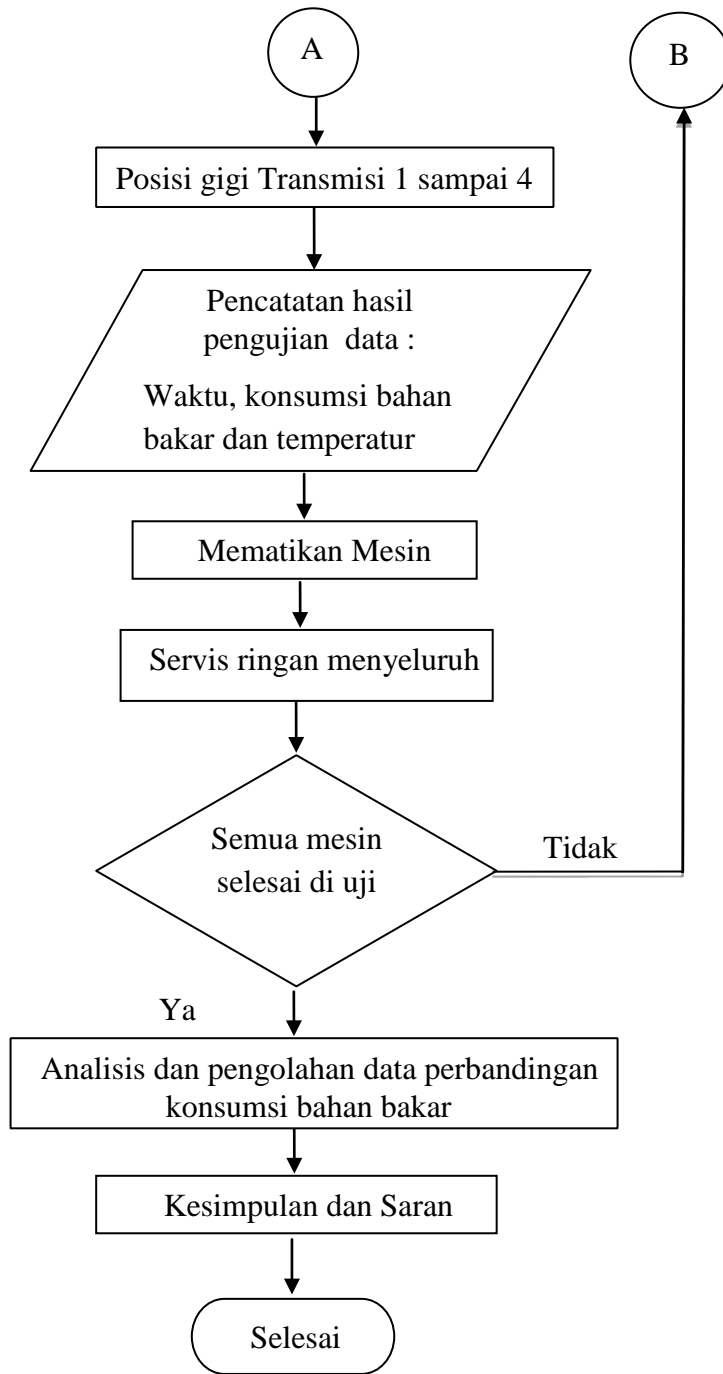 A
B
Posisi gigi Transmisi 1 sampai 4
Pencatatan hasil
pengujian data :
Waktu, konsumsi bahan
bakar dan temperatur
Mematikan Mesin
Servis ringan menyeluruh
Semua mesin
selesai di uji
Tidak
Ya
Analisis dan pengolahan data perbandingan
konsumsi bahan bakar
Kesimpulan dan Saran
Selesai